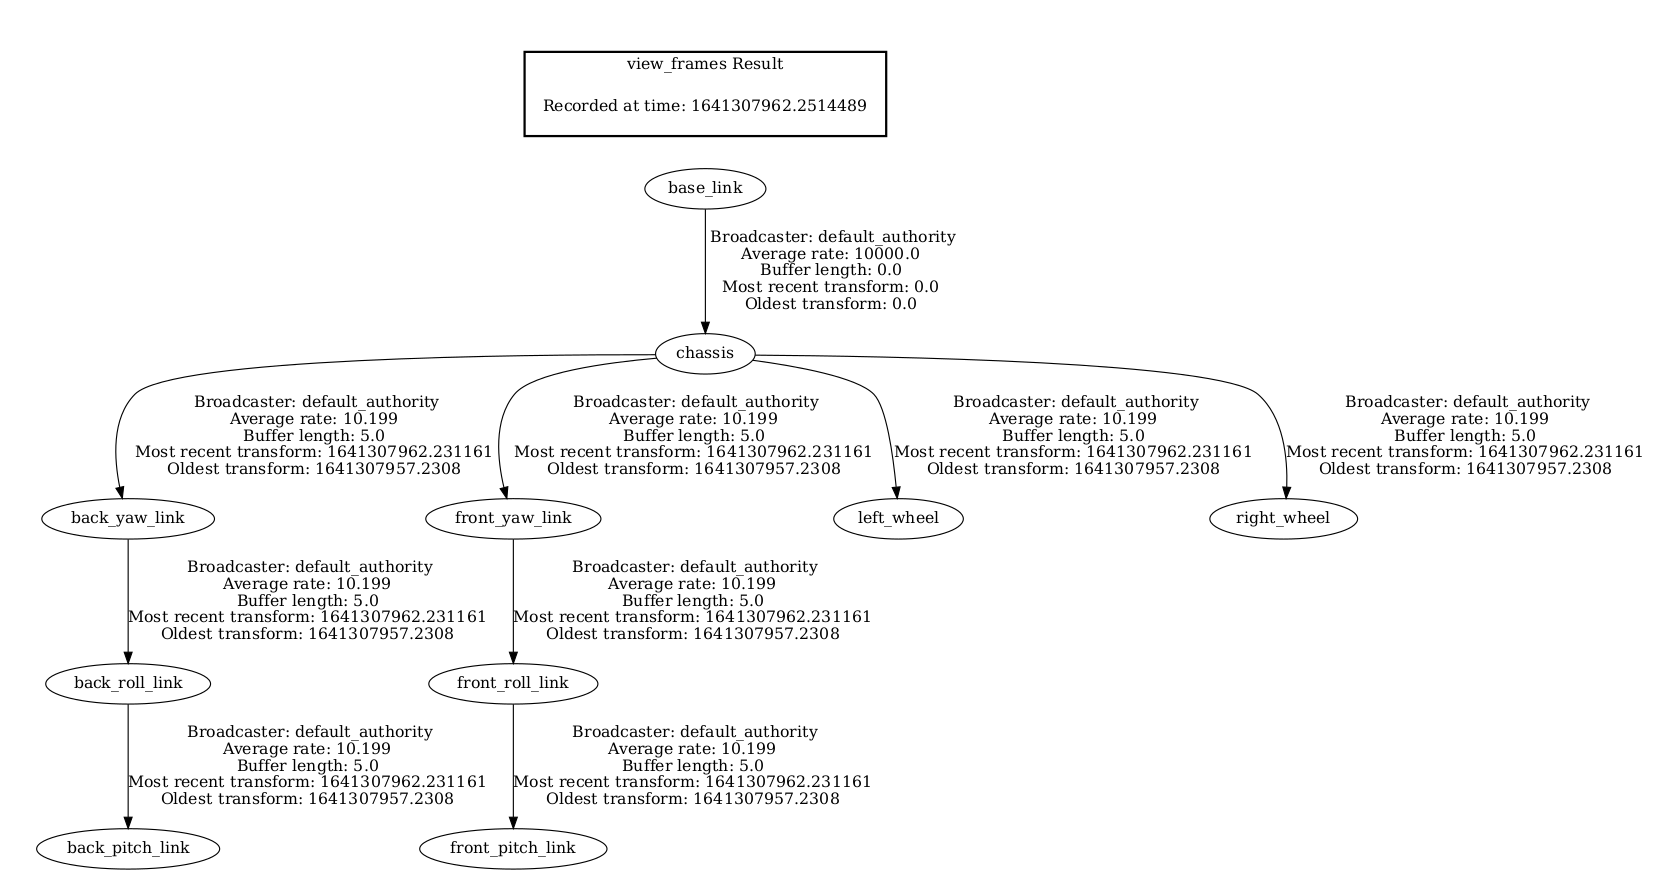 view_frames Result
Recorded at time: 1641307962.2514489
base_link
Broadcaster: default_authority
Average rate: 10000.0
Buffer length: 0.0
Most recent transform: 0.0
Oldest transform: 0.0
chassis
Broadcaster: default_authority
Average rate: 10.199
Buffer length: 5.0
Most recent transform: 1641307962.231161
Oldest transform: 1641307957.2308
Broadcaster: default_authority
Average rate: 10.199
Buffer length: 5.0
Most recent transform: 1641307962.231161
Oldest transform: 1641307957.2308
Broadcaster: default_authority
Average rate: 10.199
Buffer length: 5.0
Most recent transform: 1641307962.231161
Oldest transform: 1641307957.2308
Broadcaster: default_authority
Average rate: 10.199
Buffer length: 5.0
Most recent transform: 1641307962.231161
Oldest transform: 1641307957.2308
back_yaw_link
front_yaw_link
left_wheel
right_wheel
Broadcaster: default_authority
Average rate: 10.199
Buffer length: 5.0
Most recent transform: 1641307962.231161
Oldest transform: 1641307957.2308
Broadcaster: default_authority
Average rate: 10.199
Buffer length: 5.0
Most recent transform: 1641307962.231161
Oldest transform: 1641307957.2308
back_roll_link
front_roll_link
Broadcaster: default_authority
Average rate: 10.199
Buffer length: 5.0
Most recent transform: 1641307962.231161
Oldest transform: 1641307957.2308
Broadcaster: default_authority
Average rate: 10.199
Buffer length: 5.0
Most recent transform: 1641307962.231161
Oldest transform: 1641307957.2308
back_pitch_link
front_pitch_link